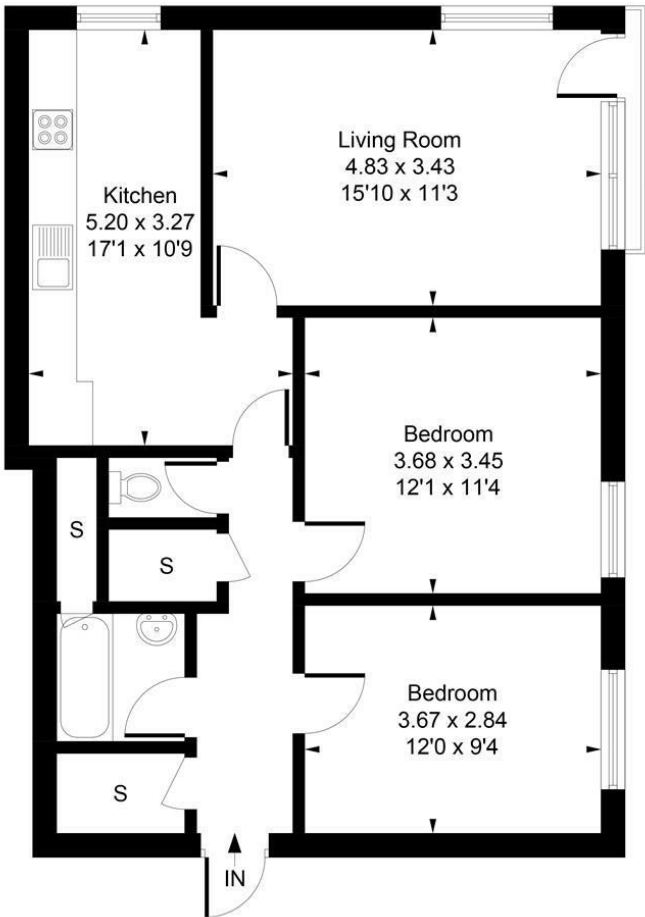 Living Room
4.83 x 3.43
15'10 x 11'3
Kitchen
5.20 x 3.27
17'1 x 10'9
Bedroom
3.68 x 3.45
12'1 x 11'4
S
S
Bedroom
3.67 x 2.84
12'0 x 9'4
S
IN